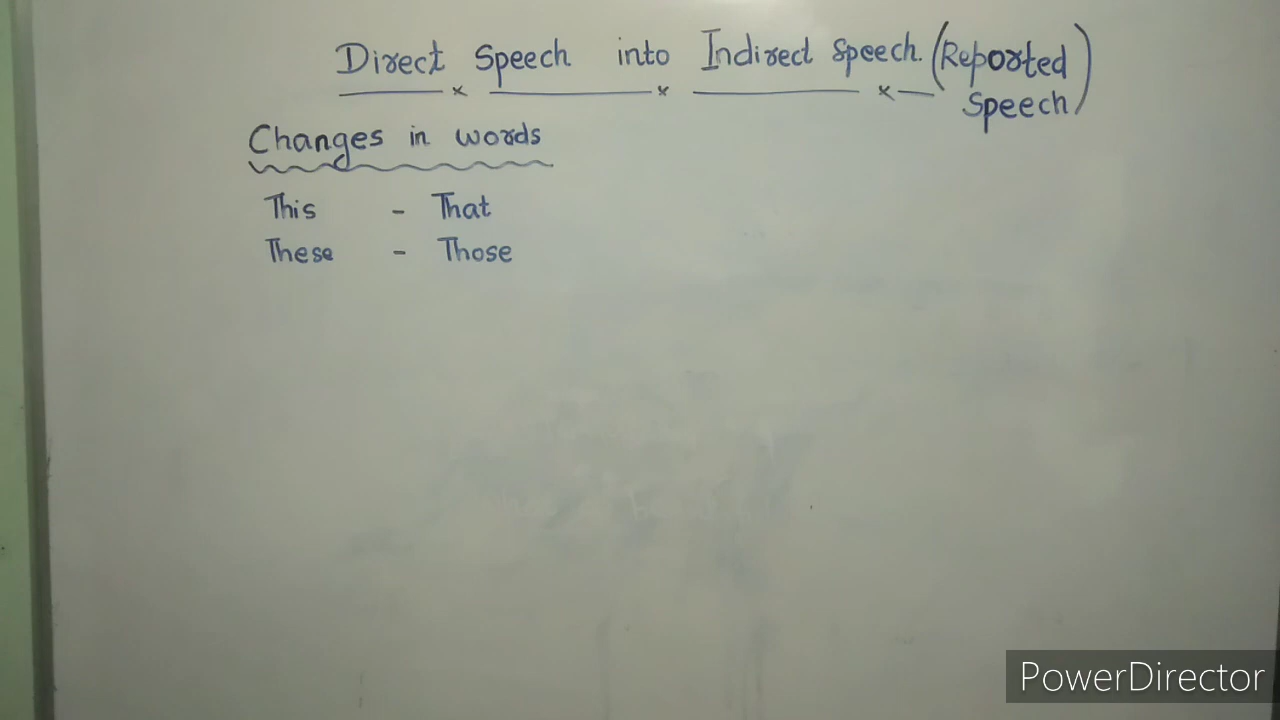 Direct Speech into Indirect Speech. (Reported Speech)
Changes in words
This - That
These - Those
PowerDirector